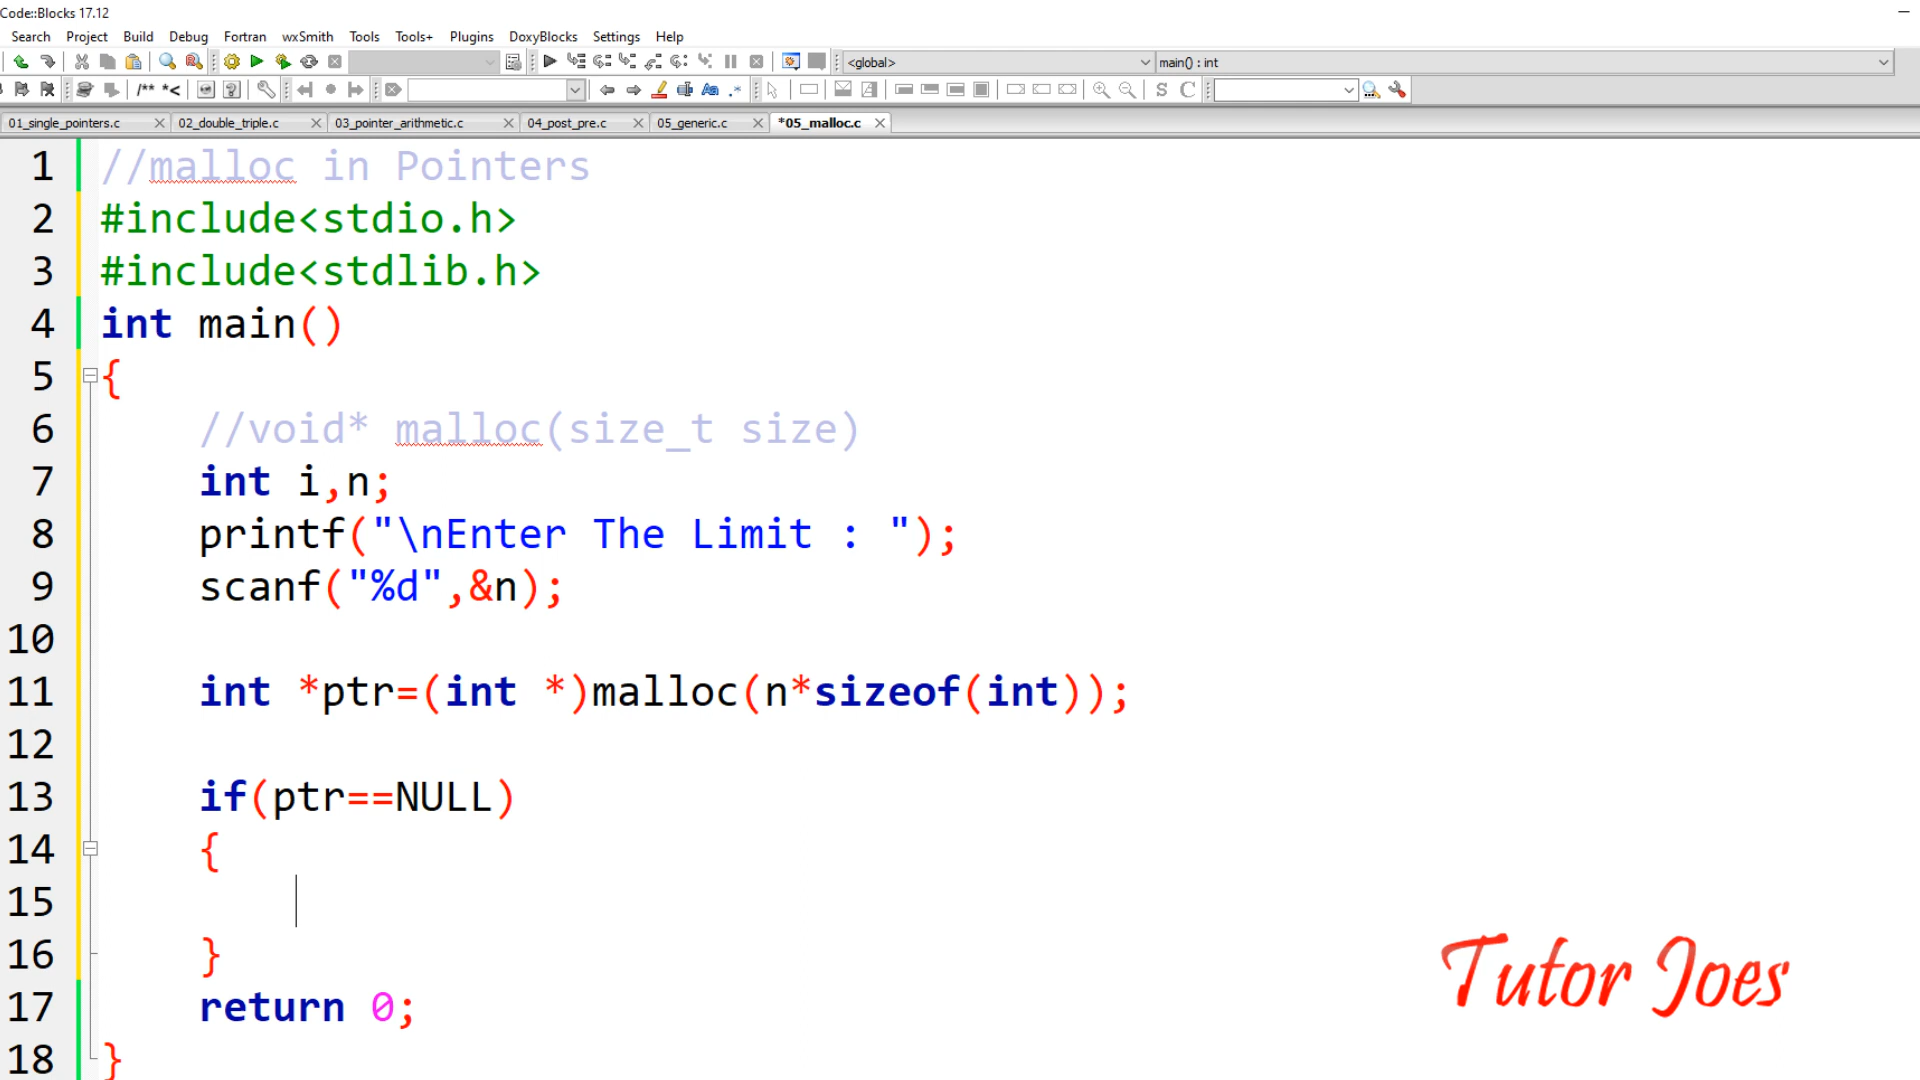 Code::Blocks 17.12
Search Project Build Debug Fortran wxSmith Tools Tools+ Plugins DoxyBlocks Settings Help
<global> main() : int
/** *< Aa .* S C
01_single_pointers.c 02_double_triple.c 03_pointer_arithmetic.c 04_post_pre.c 05_generic.c *05_malloc.c
1 //malloc in Pointers
2 #include<stdio.h>
3 #include<stdlib.h>
4 int main()
5 {
6 //void* malloc(size_t size)
7 int i,n;
8 printf("\nEnter The Limit : ");
9 scanf("%d",&n);
10
11 int *ptr=(int *)malloc(n*sizeof(int));
12
13 if(ptr==NULL)
14 {
15
16 }
17 return 0;
18 }
Tutor Joes